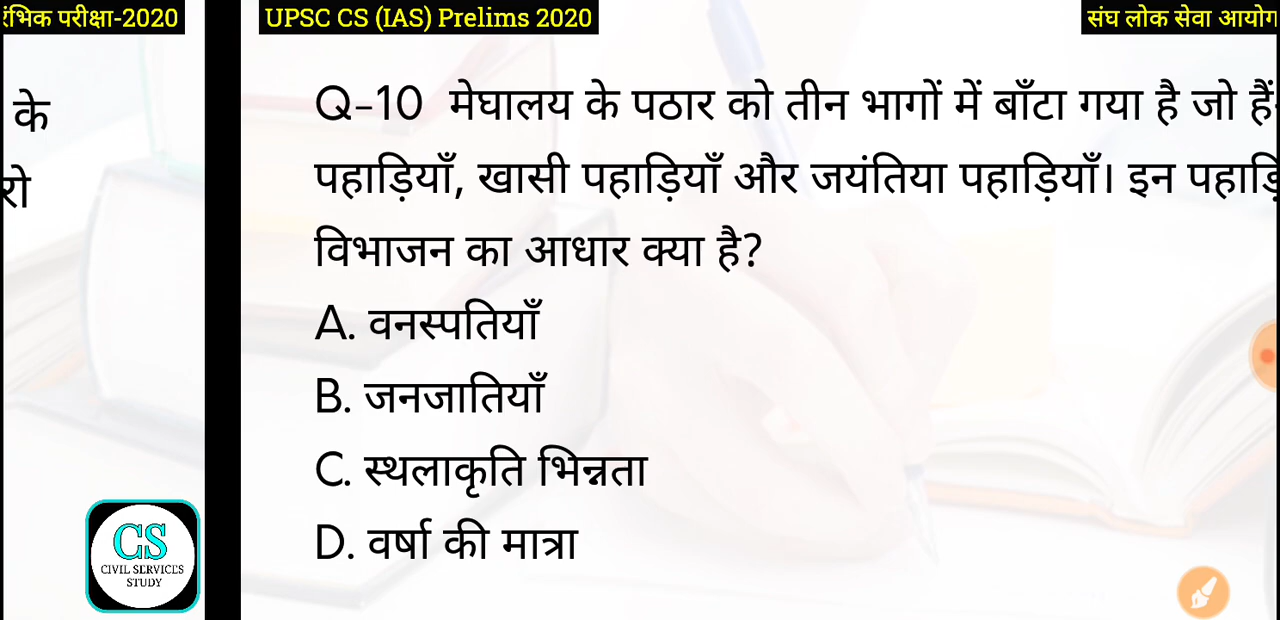 परीक्षा-2020
के
UPSC CS (IAS) Prelims 2020
संघ लोक सेवा आयोग
Q-10 मेघालय के पठार को तीन भागों में बाँटा गया है जो हैं
पहाड़ियाँ, खासी पहाड़ियाँ और जयंतिया पहाड़ियाँ। इन
विभाजन का आधार क्या है?
A. वनस्पतियाँ
B. जनजातियाँ
C. स्थलाकृति भिन्नता
D. वर्षा की मात्रा
CS
CIVIL SERVICES
STUDY